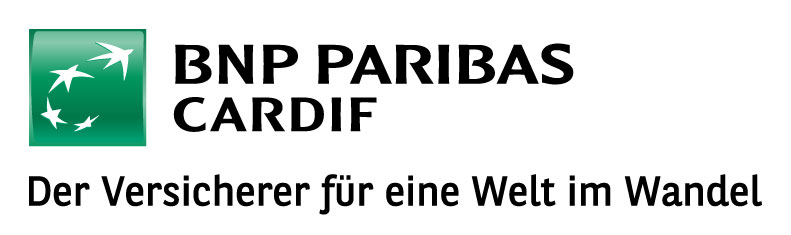 BNP PARIBAS
CARDIF
Der Versicherer für eine Welt im Wandel